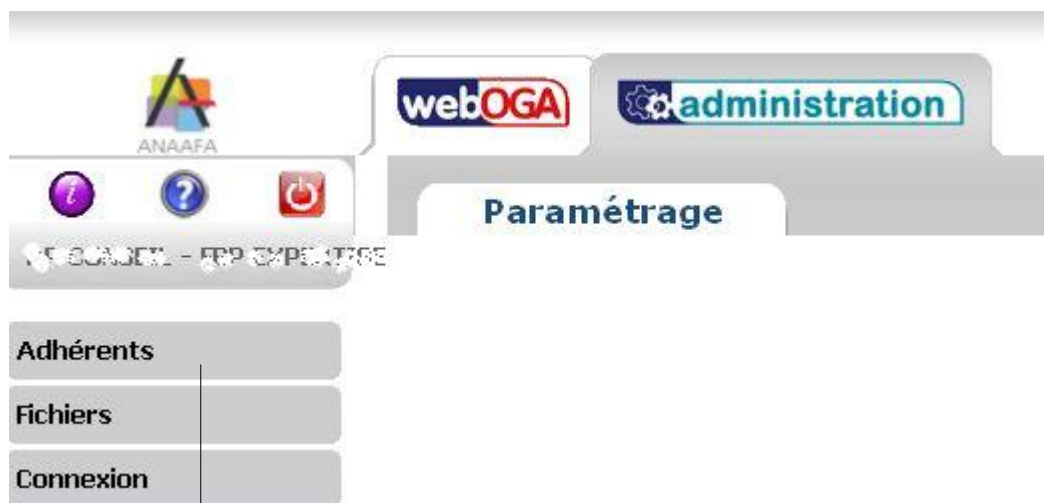 webOGA administration
ANAAFA
Paramétrage
Adhérents
Fichiers
Connexion